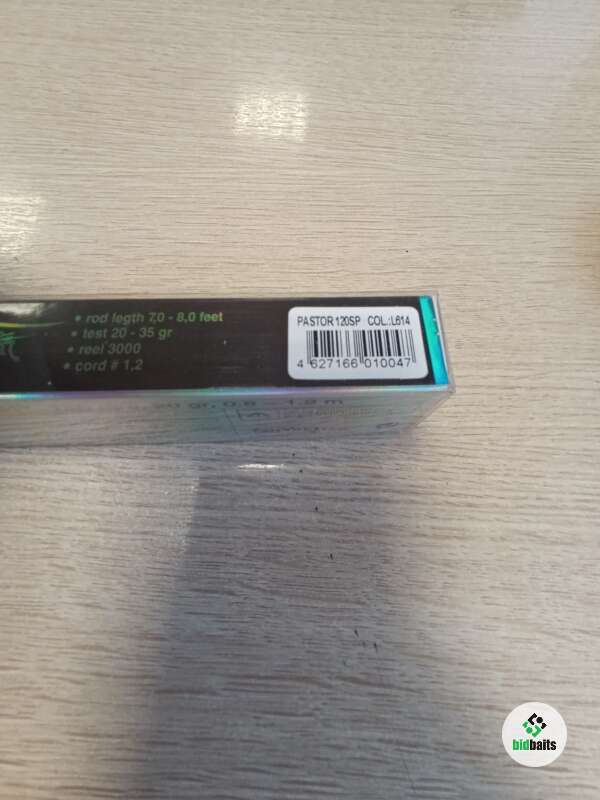 • rod legth 7,0 - 8,0 feet
• test 20 - 35 gr
• reel 3000
• cord # 1,2
PASTOR 120SP COL.:L614
4 627166 010047
bidbaits